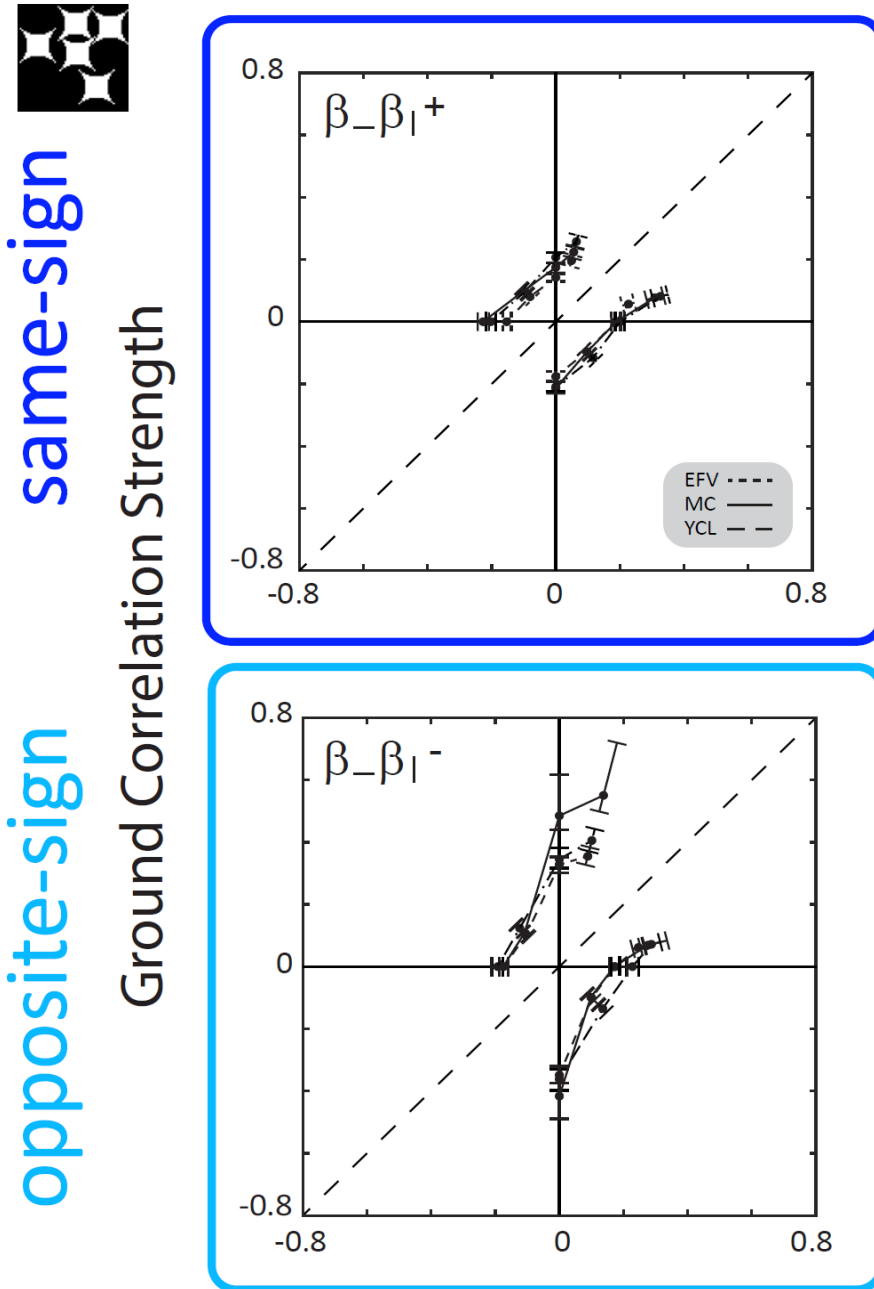 same-sign
opposite-sign
Ground Correlation Strength
0.8
β_β|+
0
EFV
MC
YCL
-0.8
-0.8
0
0.8
0.8
β_β|-
0
-0.8
-0.8
0
0.8